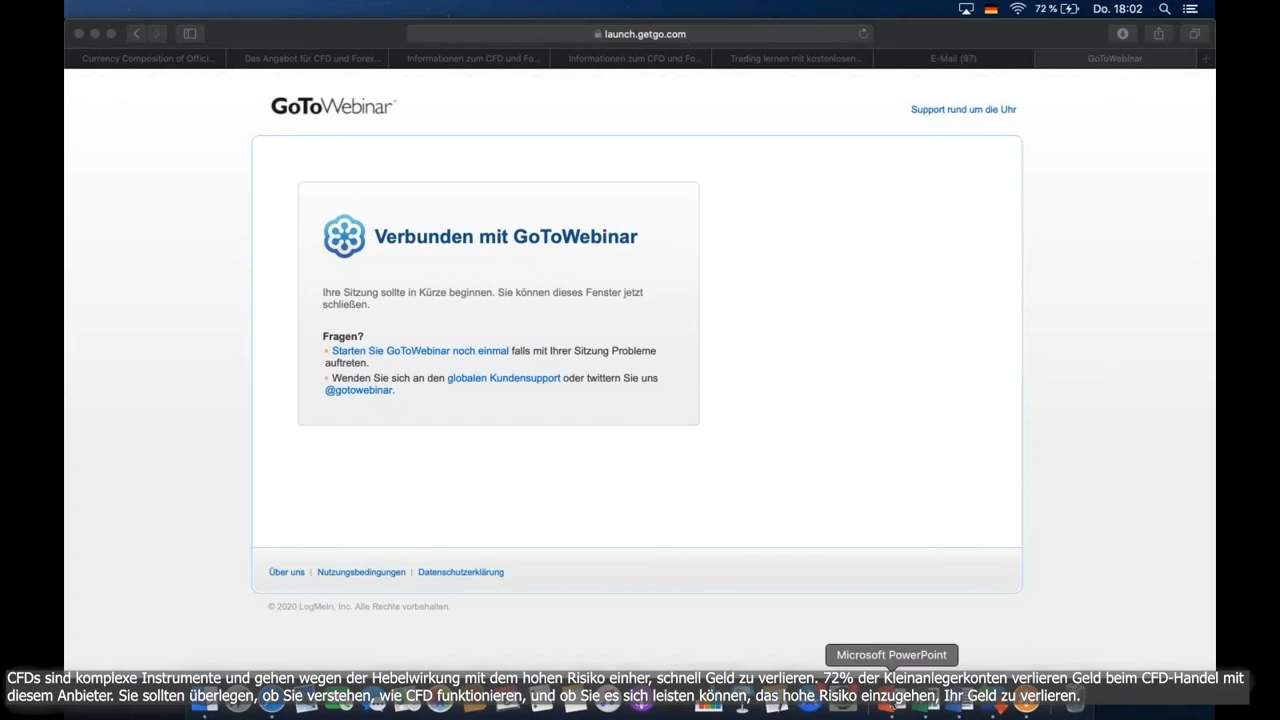 72 %
Do. 18:02
launch.getgo.com
Currency Composition of Offici...
Das Angebot für CFD und Forex...
Informationen zum CFD und Fo...
Informationen zum CFD und Fo...
Trading lernen mit kostenlosen...
E-Mail (97)
GoToWebinar
GoToWebinar
Support rund um die Uhr
Verbunden mit GoToWebinar
Ihre Sitzung sollte in Kürze beginnen. Sie können dieses Fenster jetzt
schließen.
Fragen?
Starten Sie GoToWebinar noch einmal falls mit Ihrer Sitzung Probleme
auftreten.
Wenden Sie sich an den globalen Kundensupport oder twittern Sie uns
@gotowebinar.
Über uns | Nutzungsbedingungen | Datenschutzerklärung
© 2020 LogMeIn, Inc. Alle Rechte vorbehalten.
Microsoft PowerPoint
CFDs sind komplexe Instrumente und gehen wegen der Hebelwirkung mit dem hohen Risiko einher, schnell Geld zu verlieren. 72% der Kleinanlegerkonten verlieren Geld beim CFD-Handel mit
diesem Anbieter. Sie sollten überlegen, ob Sie verstehen, wie CFD funktionieren, und ob Sie es sich leisten können, das hohe Risiko einzugehen, Ihr Geld zu verlieren.